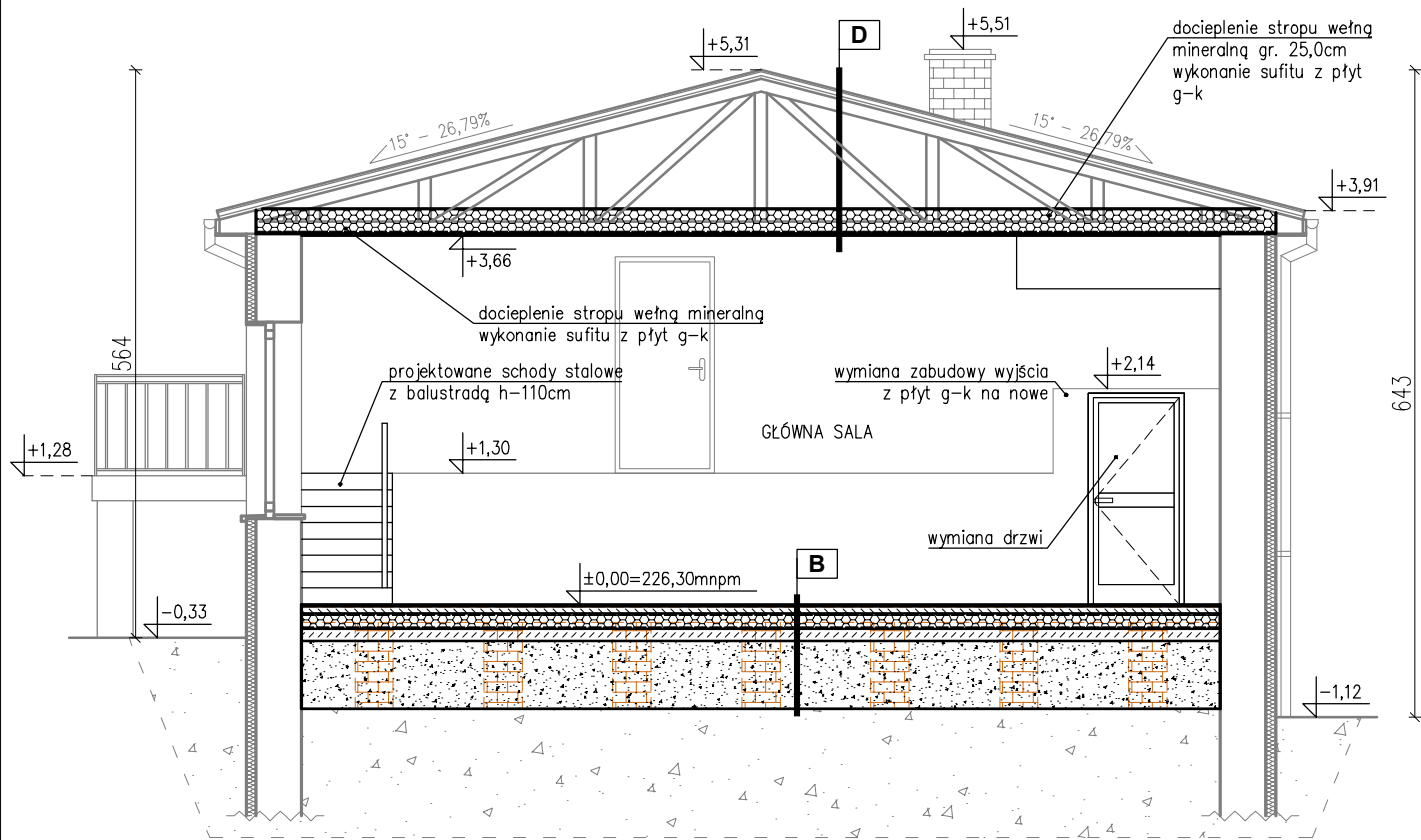 +5,51
docieplenie stropu wełną
mineralną gr. 25,0cm
wykonanie sufitu z płyt
g-k
D
+5,31
15° - 26,79%
15° - 26,79%
+3,91
+3,66
docieplenie stropu wełną mineralną
wykonanie sufitu z płyt g-k
564
projektowane schody stalowe
z balustradą h-110cm
wymiana zabudowy wyjścia
z płyt g-k na nowe
+2,14
643
GŁÓWNA SALA
+1,28
+1,30
wymiana drzwi
B
±0,00=226,30mnpm
-0,33
-1,12